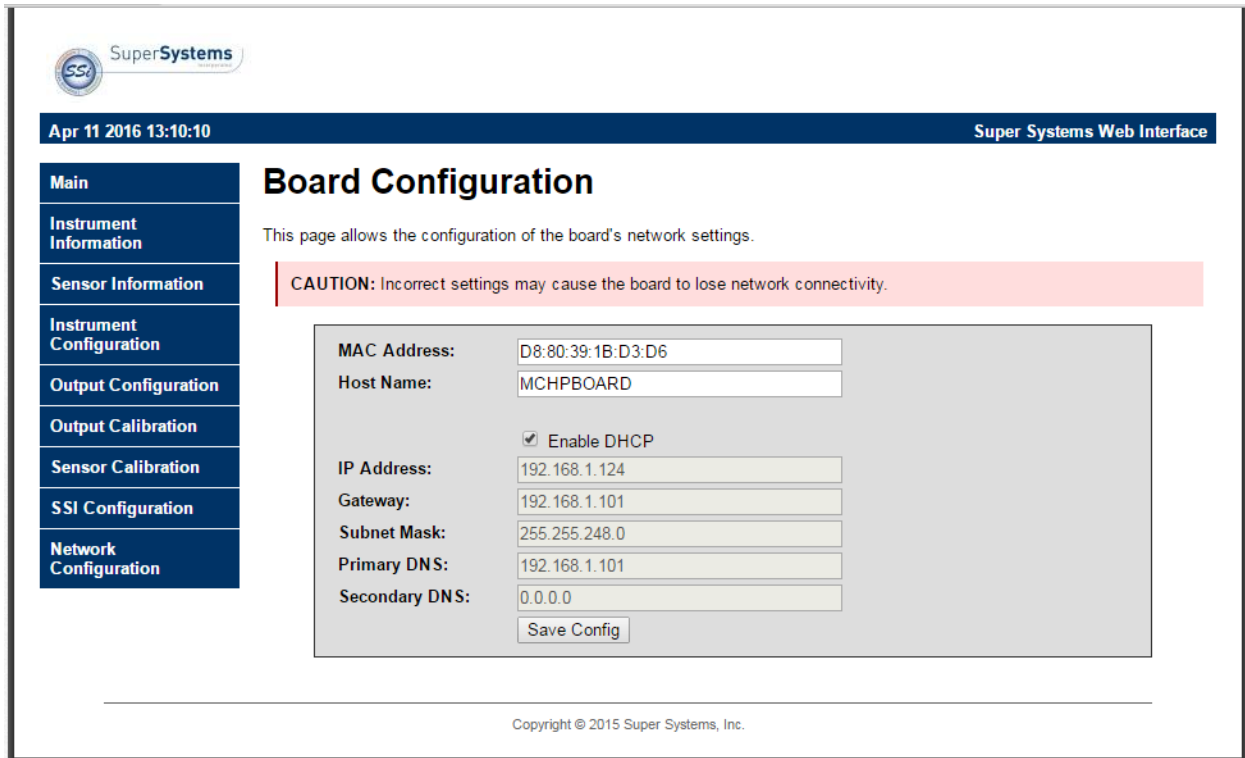 SuperSystems
SSi
Apr 11 2016 13:10:10
Super Systems Web Interface
Main
Instrument
Information
Sensor Information
Instrument
Configuration
Output Configuration
Output Calibration
Sensor Calibration
SSI Configuration
Network
Configuration
Board Configuration
This page allows the configuration of the board's network settings.
CAUTION: Incorrect settings may cause the board to lose network connectivity.
MAC Address: D8:80:39:1B:D3:D6
Host Name: MCHPBOARD
Enable DHCP
IP Address: 192.168.1.124
Gateway: 192.168.1.101
Subnet Mask: 255.255.248.0
Primary DNS: 192.168.1.101
Secondary DNS: 0.0.0.0
Save Config
Copyright © 2015 Super Systems, Inc.